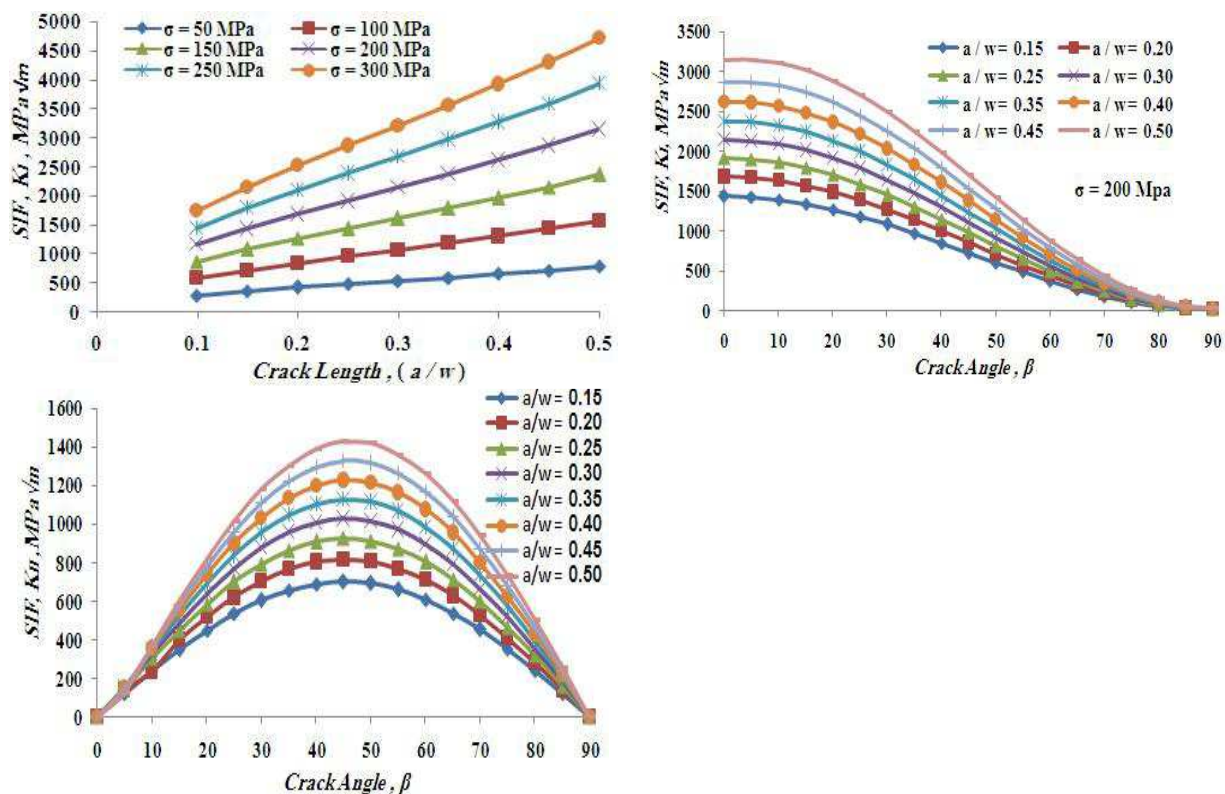 SIF, Kı, MPa√m
5000
4500
4000
3500
3000
2500
2000
1500
1000
500
0
σ = 50 MPa
σ = 100 MPa
σ = 150 MPa
σ = 200 MPa
σ = 250 MPa
σ = 300 MPa
0 0.1 0.2 0.3 0.4 0.5
Crack Length , ( a / w)
SIF, Kı, MPa√m
3500
3000
2500
2000
1500
1000
500
0
a / w= 0.15
a / w= 0.20
a / w= 0.25
a / w= 0.30
a / w= 0.35
a / w= 0.40
a / w= 0.45
a / w= 0.50
σ = 200 Mpa
0 10 20 30 40 50 60 70 80 90
Crack Angle , β
SIF, Kıı ,MPa√m
1600
1400
1200
1000
800
600
400
200
0
a/w= 0.15
a/w= 0.20
a/w= 0.25
a/w= 0.30
a/w= 0.35
a/w= 0.40
a/w= 0.45
a/w= 0.50
0 10 20 30 40 50 60 70 80 90
Crack Angle , β